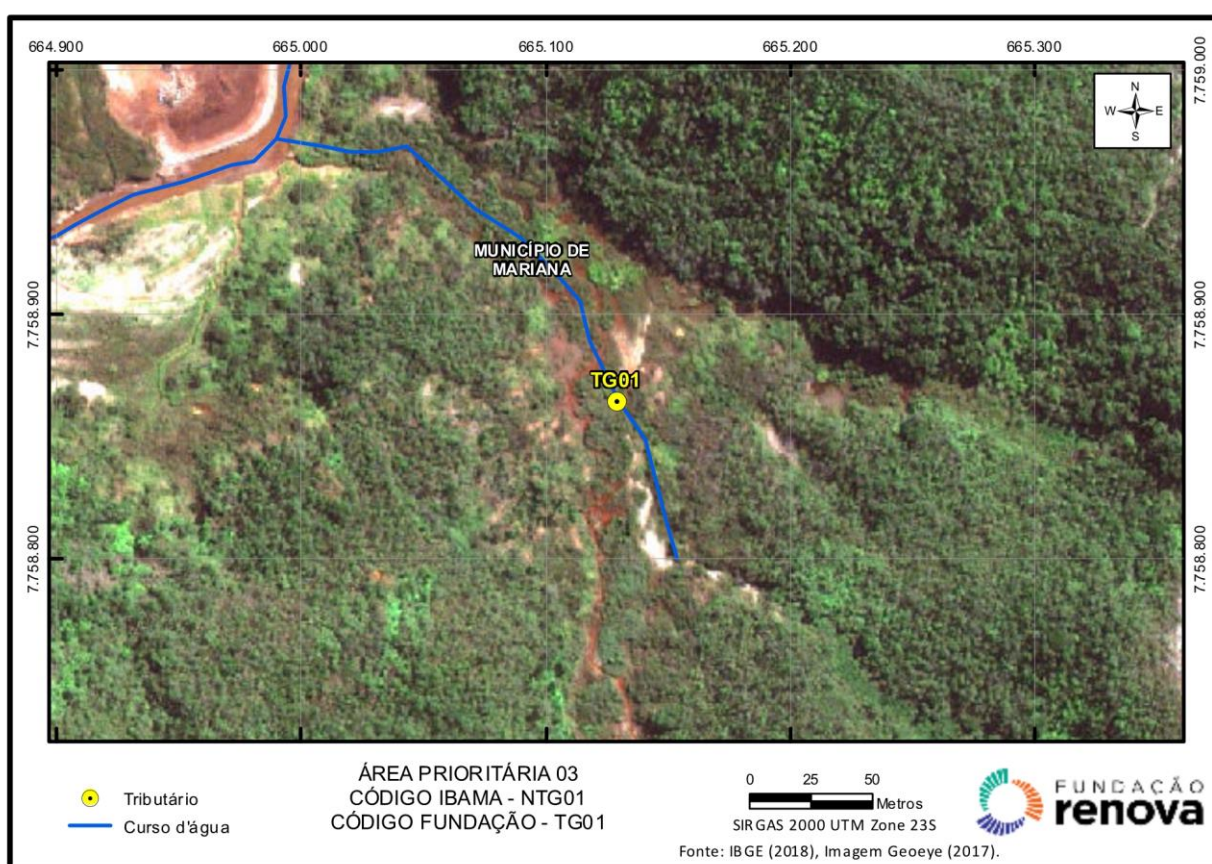 664.900 665.000 665.100 665.200 665.300
7.759.000
N
W E
S
MUNICÍPIO DE
MARIANA
7.758.900 7.758.900
TG01
7.758.800 7.758.800
Tributário
Curso d'água
ÁREA PRIORITÁRIA 03
CÓDIGO IBAMA - NTG01
CÓDIGO FUNDAÇÃO - TG01
0 25 50
Metros
SIRGAS 2000 UTM Zone 23S
Fonte: IBGE (2018), Imagem Geoeye (2017).
FUNDAÇÃO
renova